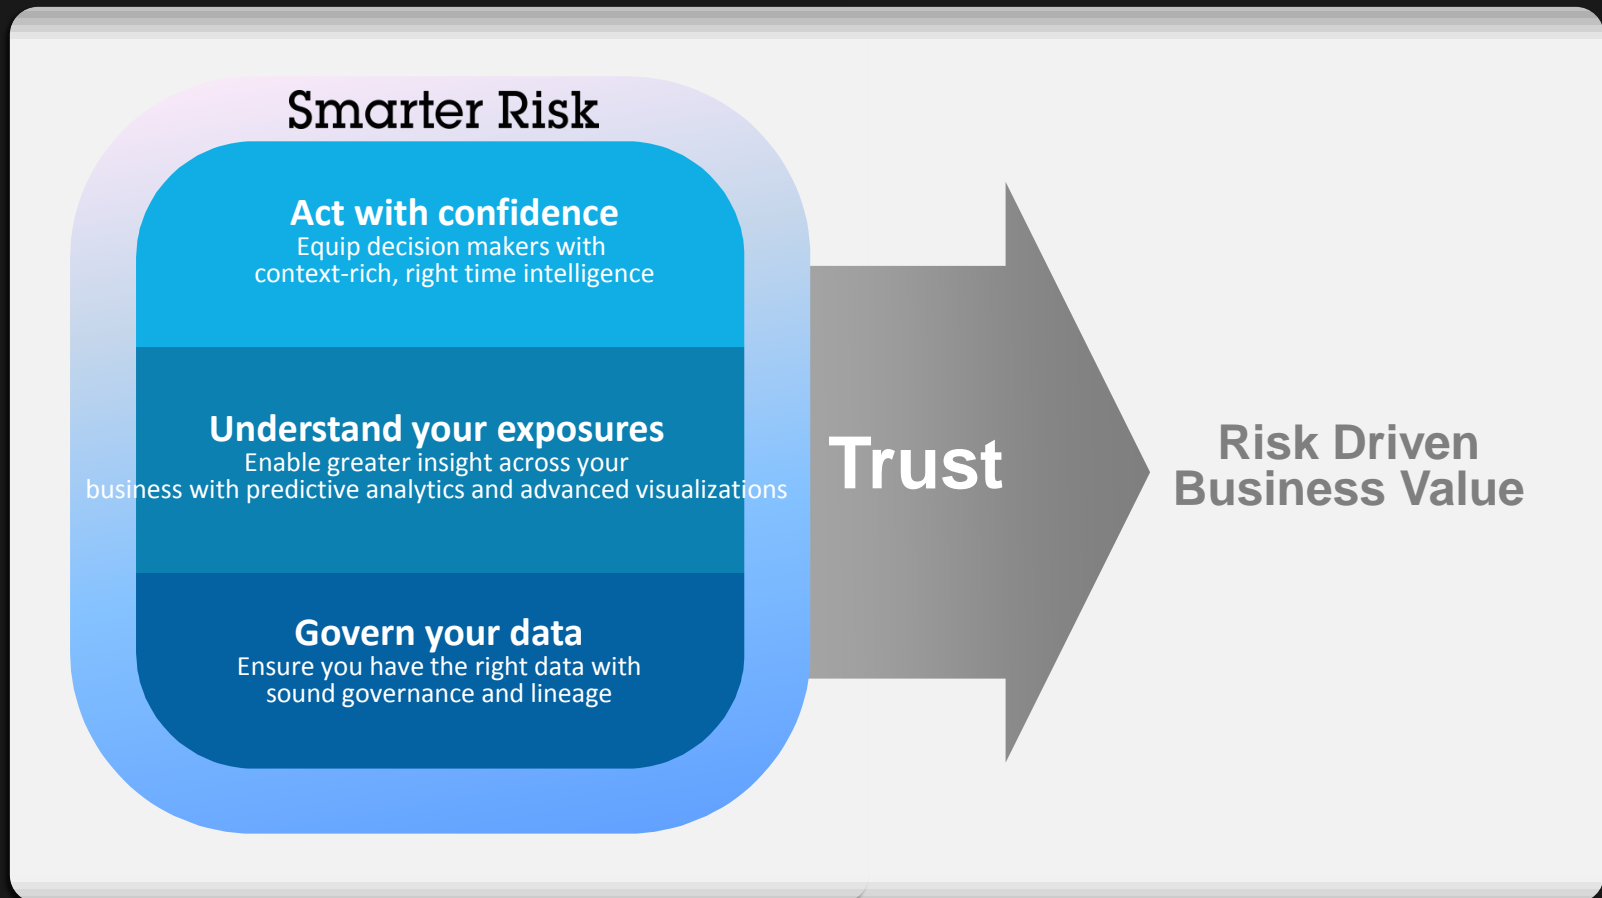 Smarter Risk
Act with confidence
Equip decision makers with
context-rich, right time intelligence
Understand your exposures
Enable greater insight across your
business with predictive analytics and advanced visualizations
Govern your data
Ensure you have the right data with
sound governance and lineage
Trust
Risk Driven
Business Value